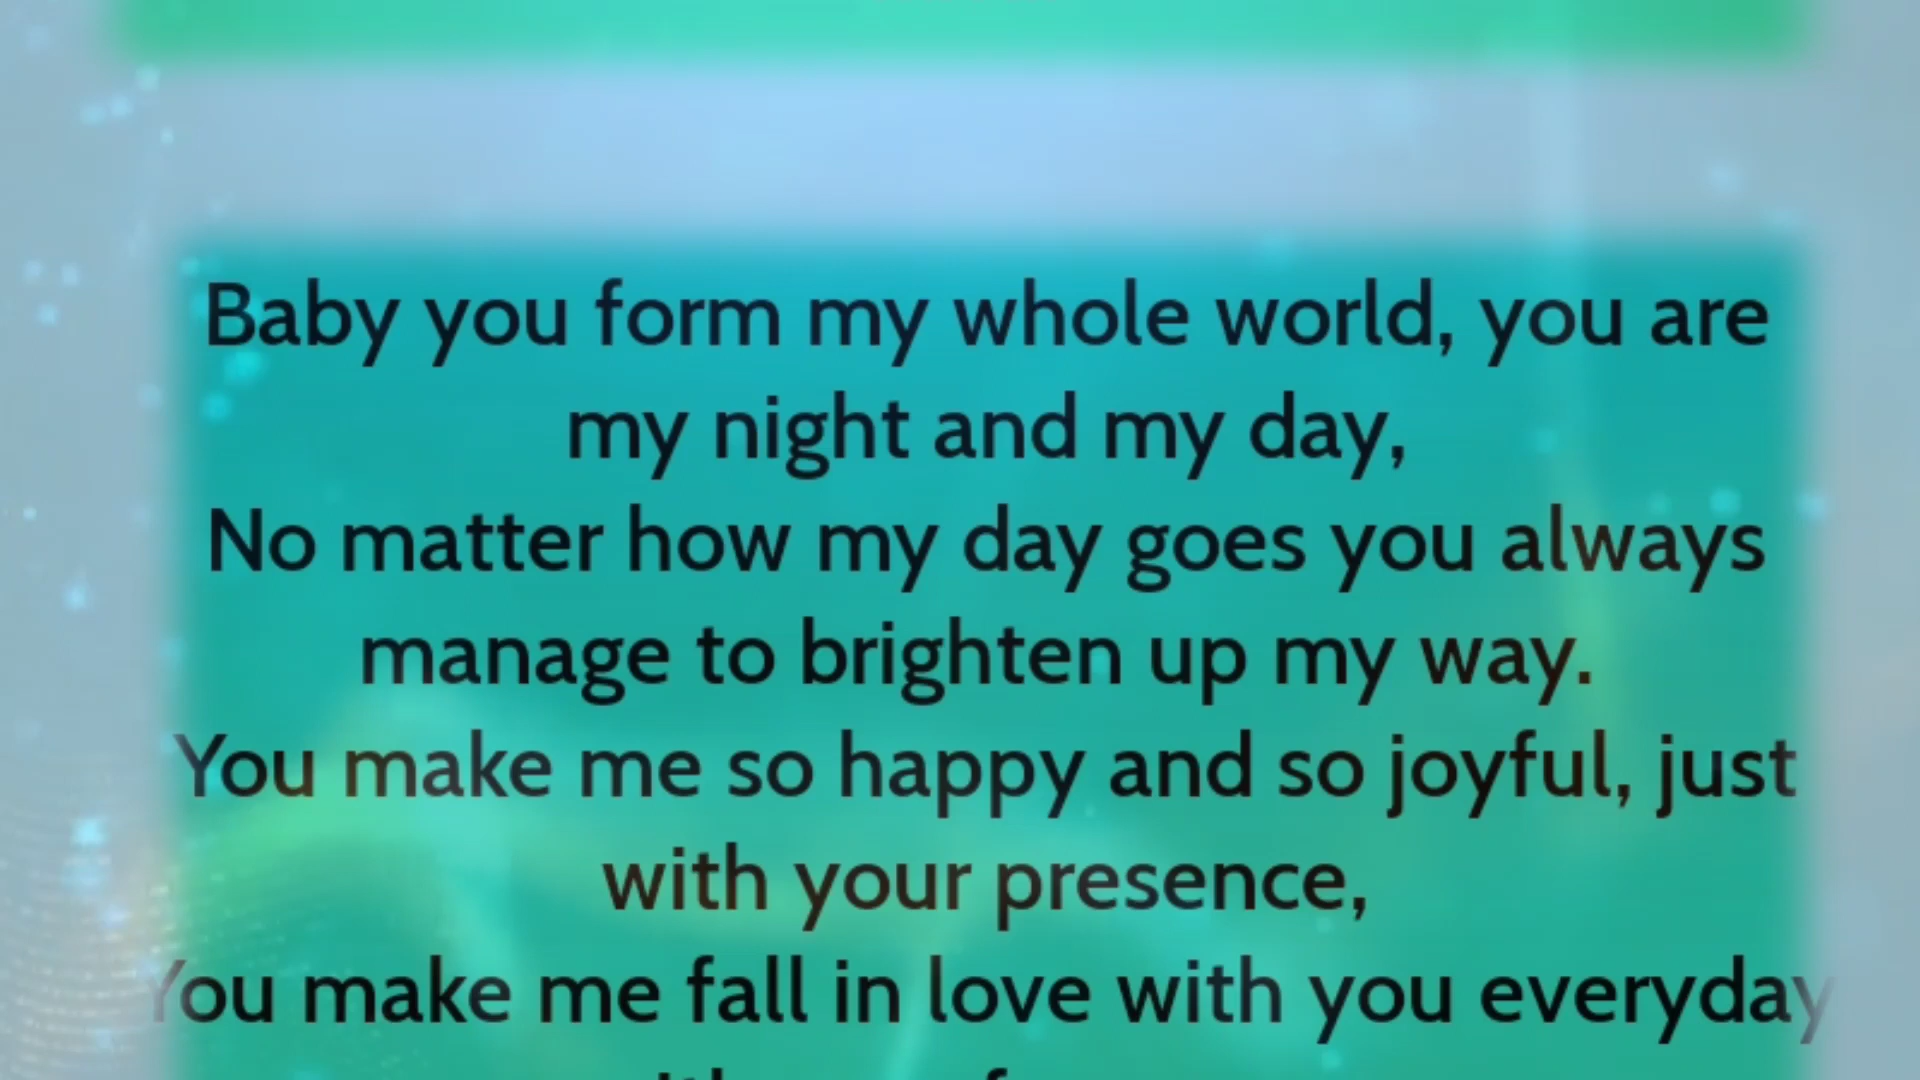 Baby you form my whole world, you are
my night and my day,
No matter how my day goes you always
manage to brighten up my way.
You make me so happy and so joyful, just
with your presence,
You make me fall in love with you everyday